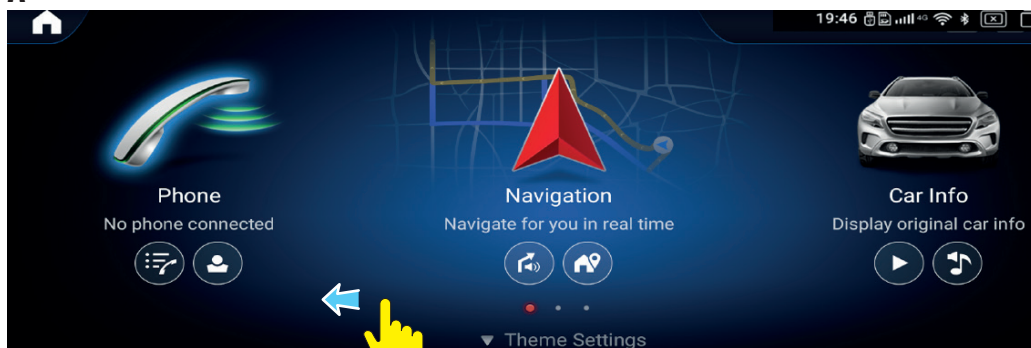 19:46 4G
Phone
No phone connected
Navigation
Navigate for you in real time
Car Info
Display original car info
Theme Settings